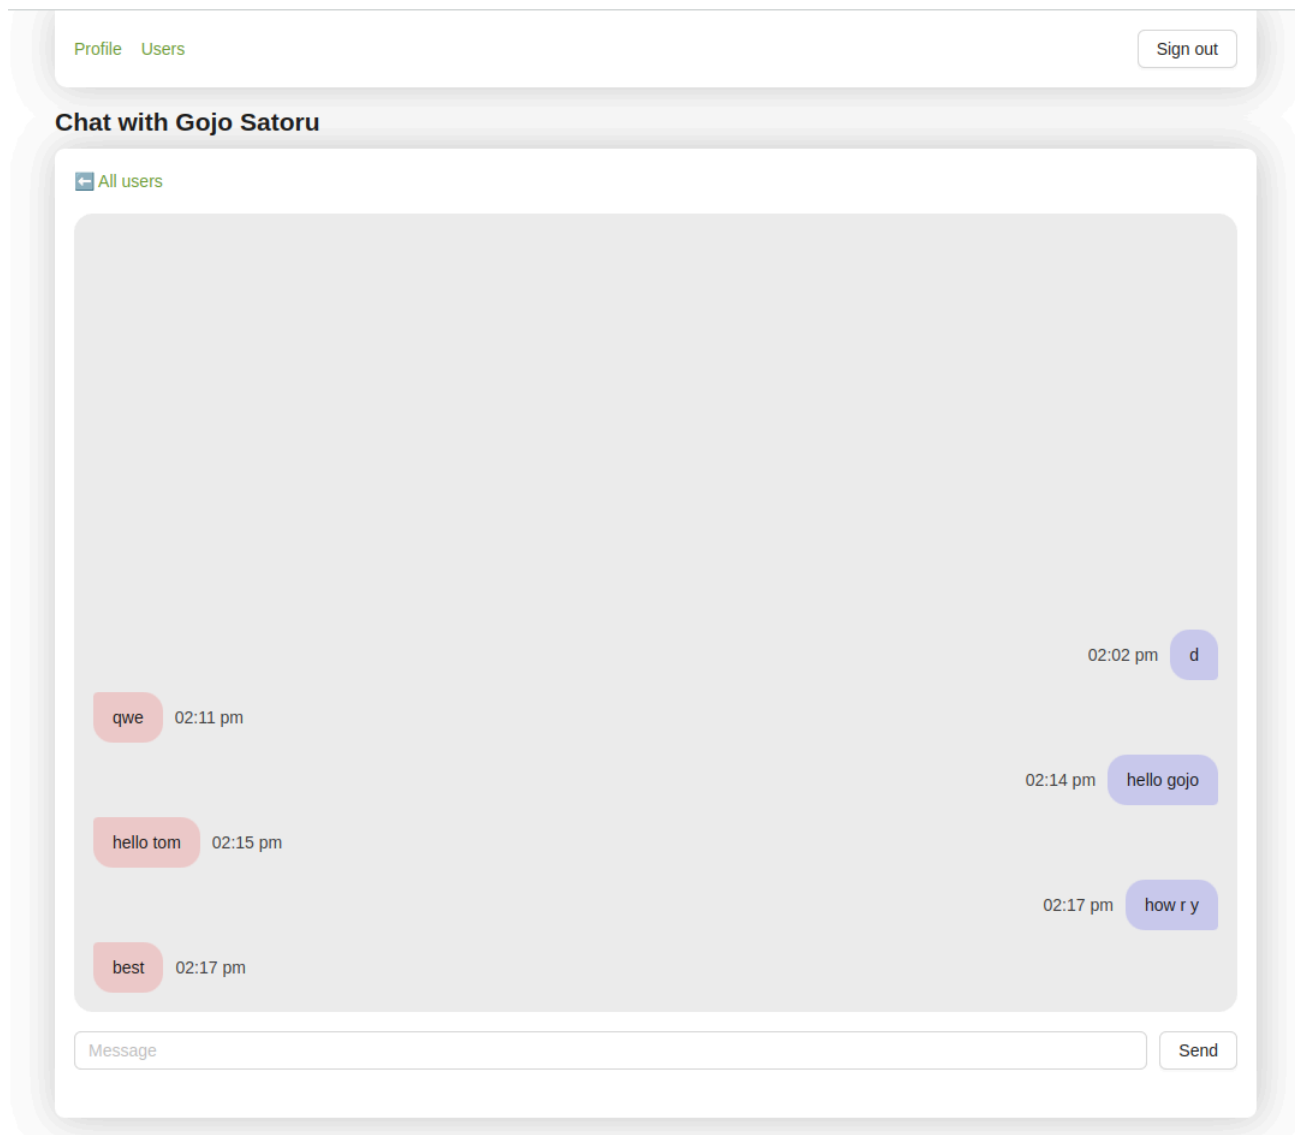 Profile Users Sign out
Chat with Gojo Satoru
All users
02:02 pm d
qwe 02:11 pm
02:14 pm hello gojo
hello tom 02:15 pm
02:17 pm how r y
best 02:17 pm
Message Send